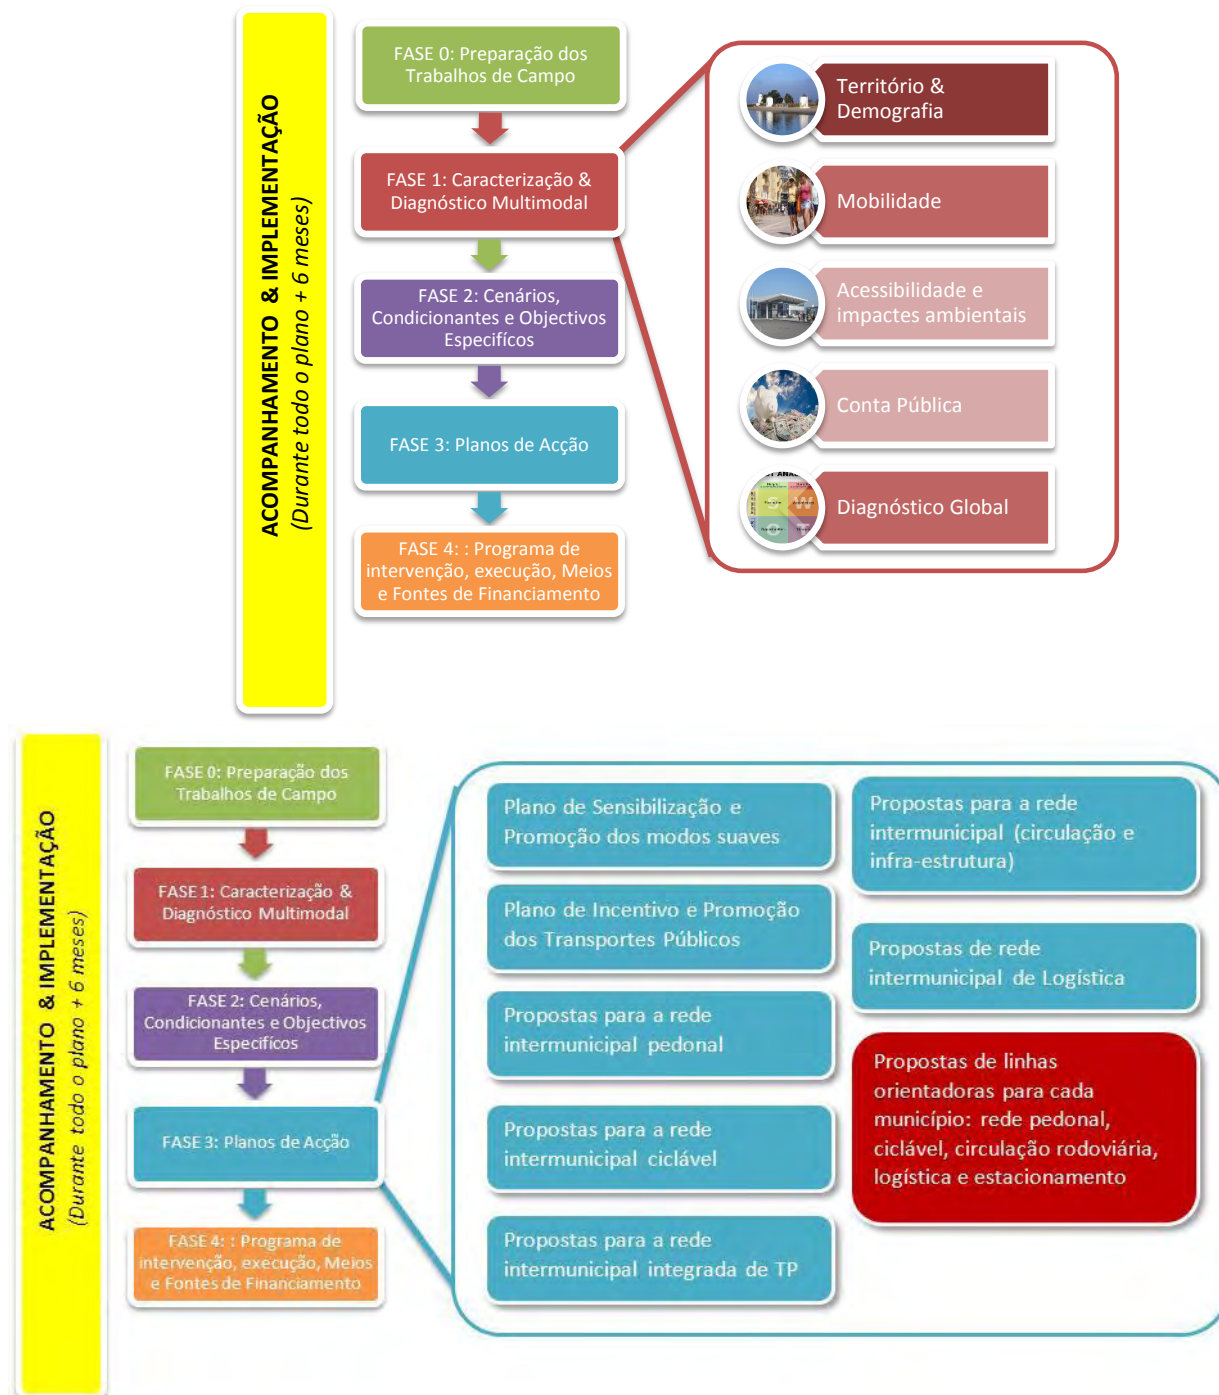 ACOMPANHAMENTO & IMPLEMENTAÇÃO
(Durante todo o plano + 6 meses)
FASE 0: Preparação dos
Trabalhos de Campo
FASE 1: Caracterização &
Diagnóstico Multimodal
FASE 2: Cenários,
Condicionantes e Objectivos
Especifícos
FASE 3: Planos de Acção
FASE 4: : Programa de
intervenção, execução, Meios
e Fontes de Financiamento
Território &
Demografia
Mobilidade
Acessibilidade e
impactes ambientais
Conta Pública
S W
Diagnóstico Global
ACOMPANHAMENTO & IMPLEMENTAÇÃO
(Durante todo o plano + 6 meses)
FASE 0: Preparação dos
Trabalhos de Campo
FASE 1: Caracterização &
Diagnóstico Multimodal
FASE 2: Cenários,
Condicionantes e Objectivos
Especifícos
FASE 3: Planos de Acção
FASE 4: : Programa de
intervenção, execução, Meios
e Fontes de Financiamento
Plano de Sensibilização e
Promoção dos modos suaves
Plano de Incentivo e Promoção
dos Transportes Públicos
Propostas para a rede
intermunicipal pedonal
Propostas para a rede
intermunicipal ciclável
Propostas para a rede
intermunicipal integrada de TP
Propostas para a rede
intermunicipal (circulação e
infra-estrutura)
Propostas de rede
intermunicipal de Logística
Propostas de linhas
orientadoras para cada
município: rede pedonal,
ciclável, circulação rodoviária,
logística e estacionamento